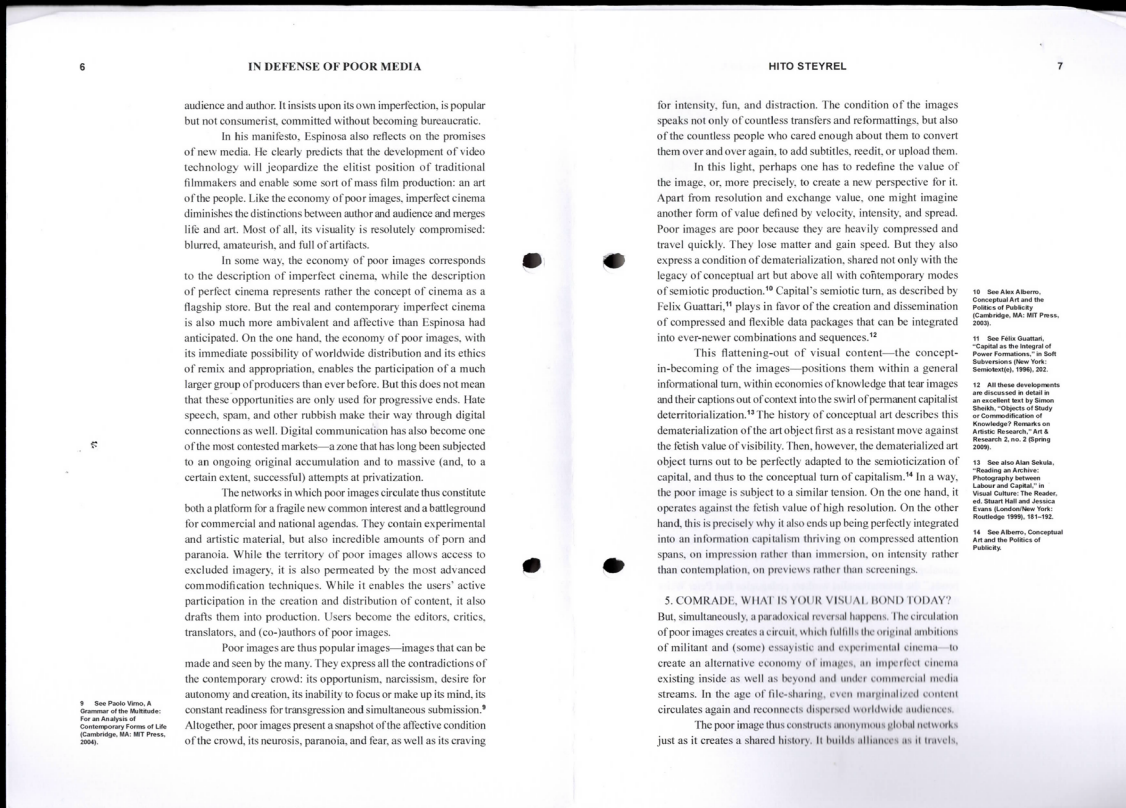 6
IN DEFENSE OF POOR MEDIA
audience and author. It insists upon its own imperfection, is popular
but not consumerist, committed without becoming bureaucratic.
In his manifesto, Espinosa also reflects on the promises
of new media. He clearly predicts that the development of video
technology will jeopardize the elitist position of traditional
filmmakers and enable some sort of mass film production: an art
of the people. Like the economy of poor images, imperfect cinema
diminishes the distinctions between author and audience and merges
life and art. Most of all, its visuality is resolutely compromised:
blurred, amateurish, and full of artifacts.
In some way, the economy of poor images corresponds
to the description of imperfect cinema, while the description
of perfect cinema represents rather the concept of cinema as a
flagship store. But the real and contemporary imperfect cinema
is also much more ambivalent and affective than Espinosa had
anticipated. On the one hand, the economy of poor images, with
its immediate possibility of worldwide distribution and its ethics
of remix and appropriation, enables the participation of a much
larger group of producers than ever before. But this does not mean
that these opportunities are only used for progressive ends. Hate
speech, spam, and other rubbish make their way through digital
connections as well. Digital communication has also become one
of the most contested markets—a zone that has long been subjected
to an ongoing original accumulation and to massive (and, to a
certain extent, successful) attempts at privatization.
The networks in which poor images circulate thus constitute
both a platform for a fragile new common interest and a battleground
for commercial and national agendas. They contain experimental
and artistic material, but also incredible amounts of porn and
paranoia. While the territory of poor images allows access to
excluded imagery, it is also permeated by the most advanced
commodification techniques. While it enables the users' active
participation in the creation and distribution of content, it also
drafts them into production. Users become the editors, critics,
translators, and (co-)authors of poor images.
Poor images are thus popular images—images that can be
made and seen by the many. They express all the contradictions of
the contemporary crowd: its opportunism, narcissism, desire for
autonomy and creation, its inability to focus or make up its mind, its
constant readiness for transgression and simultaneous submission.9
Altogether, poor images present a snapshot of the affective condition
of the crowd, its neurosis, paranoia, and fear, as well as its craving
9 See Paolo Virno, A
Grammar of the Multitude:
For an Analysis of
Contemporary Forms of Life
(Cambridge, MA: MIT Press,
2004).
HITO STEYREL
7
for intensity, fun, and distraction. The condition of the images
speaks not only of countless transfers and reformattings, but also
of the countless people who cared enough about them to convert
them over and over again, to add subtitles, reedit, or upload them.
In this light, perhaps one has to redefine the value of
the image, or, more precisely, to create a new perspective for it.
Apart from resolution and exchange value, one might imagine
another form of value defined by velocity, intensity, and spread.
Poor images are poor because they are heavily compressed and
travel quickly. They lose matter and gain speed. But they also
express a condition of dematerialization, shared not only with the
legacy of conceptual art but above all with contemporary modes
of semiotic production.10 Capital's semiotic turn, as described by
Felix Guattari,11 plays in favor of the creation and dissemination
of compressed and flexible data packages that can be integrated
into ever-newer combinations and sequences.12
This flattening-out of visual content—the concept-
in-becoming of the images—positions them within a general
informational turn, within economies of knowledge that tear images
and their captions out of context into the swirl of permanent capitalist
deterritorialization.13 The history of conceptual art describes this
dematerialization of the art object first as a resistant move against
the fetish value of visibility. Then, however, the dematerialized art
object turns out to be perfectly adapted to the semioticization of
capital, and thus to the conceptual turn of capitalism.14 In a way,
the poor image is subject to a similar tension. On the one hand, it
operates against the fetish value of high resolution. On the other
hand, this is precisely why it also ends up being perfectly integrated
into an information capitalism thriving on compressed attention
spans, on impression rather than immersion, on intensity rather
than contemplation, on previews rather than screenings.
5. COMRADE, WHAT IS YOUR VISUAL BOND TODAY?
But, simultaneously, a paradoxical reversal happens. The circulation
of poor images creates a circuit, which fulfills the original ambitions
of militant and (some) essayistic and experimental cinema—to
create an alternative economy of images, an imperfect cinema
existing inside as well as beyond and under commercial media
streams. In the age of file-sharing, even marginalized content
circulates again and reconnects dispersed worldwide audiences.
The poor image thus constructs anonymous global networks
just as it creates a shared history. It builds alliances as it travels,
10 See Alex Alberro,
Conceptual Art and the
Politics of Publicity
(Cambridge, MA: MIT Press,
2003).
11 See Félix Guattari,
"Capital as the Integral of
Power Formations," in Soft
Subversions (New York:
Semiotext(e), 1996), 202.
12 All these developments
are discussed in detail in
an excellent text by Simon
Sheikh, "Objects of Study
or Commodification of
Knowledge? Remarks on
Artistic Research," Art &
Research 2, no. 2 (Spring
2009).
13 See also Alan Sekula,
"Reading an Archive:
Photography between
Labour and Capital," in
Visual Culture: The Reader,
ed. Stuart Hall and Jessica
Evans (London/New York:
Routledge 1999), 181–192.
14 See Alberro, Conceptual
Art and the Politics of
Publicity.